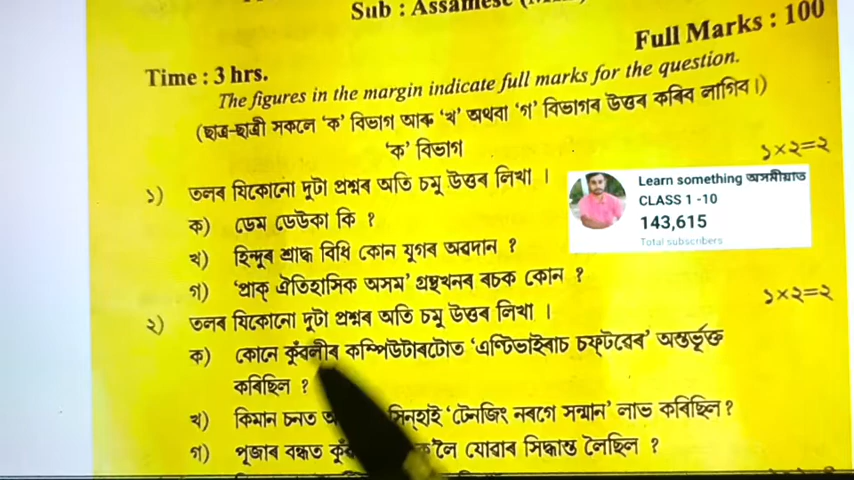 Sub : Assamese
Full Marks : 100
Time : 3 hrs.
The figures in the margin indicate full marks for the question.
(ছাত্ৰ-ছাত্ৰী সকলে ‘ক’ বিভাগ আৰু ‘খ’ অথবা ‘গ’ বিভাগৰ উত্তৰ কৰিব লাগিব।)
‘ক’ বিভাগ
১×২=২
১) তলৰ যিকোনো দুটা প্ৰশ্নৰ অতি চমু উত্তৰ লিখা ।
Learn something অসমীয়াত
CLASS 1 -10
143,615
Total subscribers
ক) ডেম ডেউকা কি ?
খ) হিন্দুৰ শ্ৰাদ্ধ বিধি কোন যুগৰ অৱদান ?
গ) ‘প্ৰাক্ ঐতিহাসিক অসম’ গ্ৰন্থখনৰ ৰচক কোন ?
১×২=২
২) তলৰ যিকোনো দুটা প্ৰশ্নৰ অতি চমু উত্তৰ লিখা ।
ক) কোনে কুঁৱলীৰ কম্পিউটাৰটোত ‘এণ্টিভাইৰাচ চফ্‌টৱেৰ’ অন্তৰ্ভূক্ত
কৰিছিল ?
খ) কিমান চনত সিন্‌হাই ‘টেনজিং নৰগে সন্মান’ লাভ কৰিছিল ?
গ) পূজাৰ বন্ধত যোৱাৰ সিদ্ধান্ত লৈছিল ?